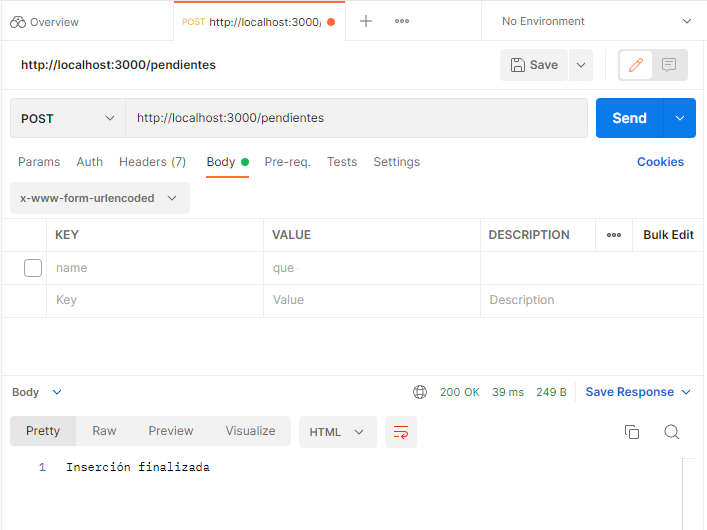 Overview
POST http://localhost:3000/
No Environment
http://localhost:3000/pendientes
Save
POST
http://localhost:3000/pendientes
Send
Params Auth Headers (7) Body Pre-req. Tests Settings Cookies
x-www-form-urlencoded
KEY VALUE DESCRIPTION Bulk Edit
name que
Key Value Description
Body 200 OK 39 ms 249 B Save Response
Pretty Raw Preview Visualize HTML
1 Inserción finalizada